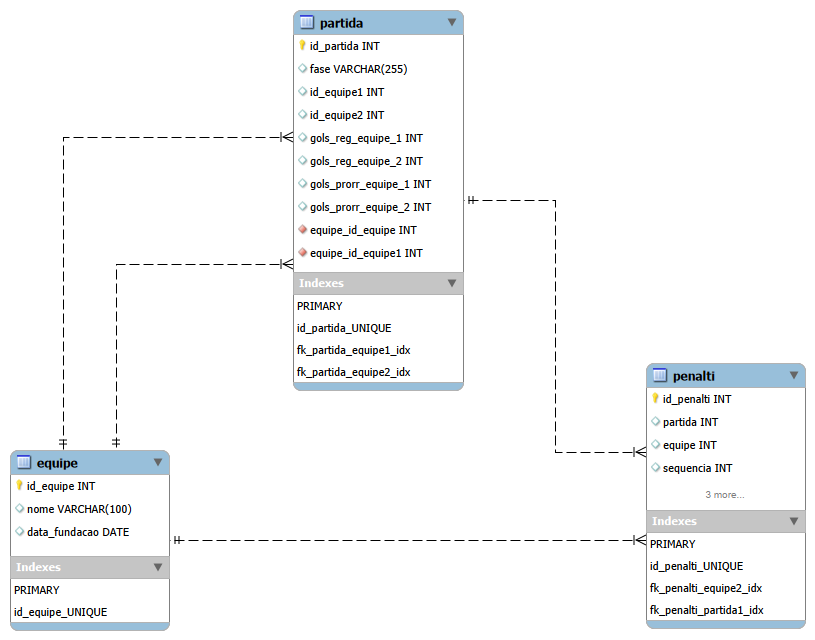 partida
id_partida INT
fase VARCHAR(255)
id_equipe1 INT
id_equipe2 INT
gols_reg_equipe_1 INT
gols_reg_equipe_2 INT
gols_prorr_equipe_1 INT
gols_prorr_equipe_2 INT
equipe_id_equipe INT
equipe_id_equipe1 INT
Indexes
PRIMARY
id_partida_UNIQUE
fk_partida_equipe1_idx
fk_partida_equipe2_idx
penalti
id_penalti INT
partida INT
equipe INT
sequencia INT
3 more...
Indexes
PRIMARY
id_penalti_UNIQUE
fk_penalti_equipe2_idx
fk_penalti_partida1_idx
equipe
id_equipe INT
nome VARCHAR(100)
data_fundacao DATE
Indexes
PRIMARY
id_equipe_UNIQUE